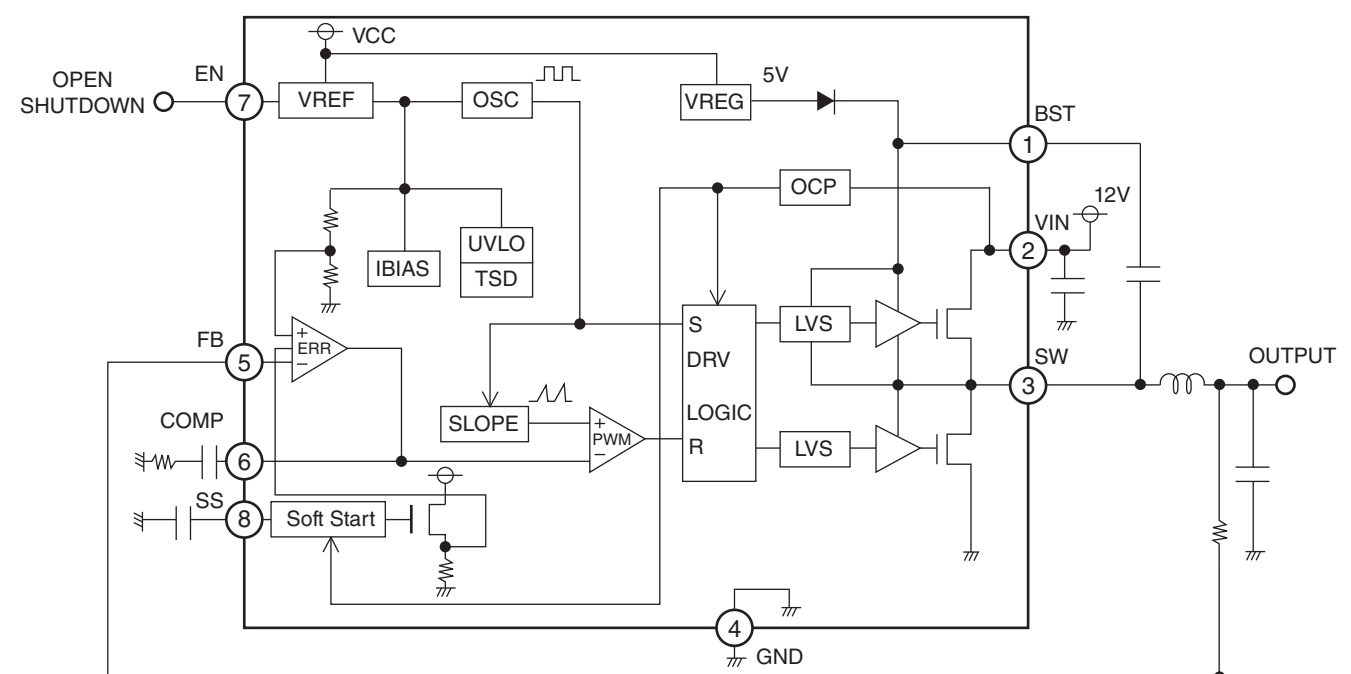 VCC
EN
OPEN
SHUTDOWN
7
VREF
OSC
5V
VREG
BST
1
OCP
12V
VIN
2
UVLO
TSD
IBIAS
LVS
S
DRV
LOGIC
R
FB
5
+
ERR
−
SW
3
OUTPUT
COMP
6
SLOPE
+
PWM
−
LVS
SS
8
Soft Start
4
GND